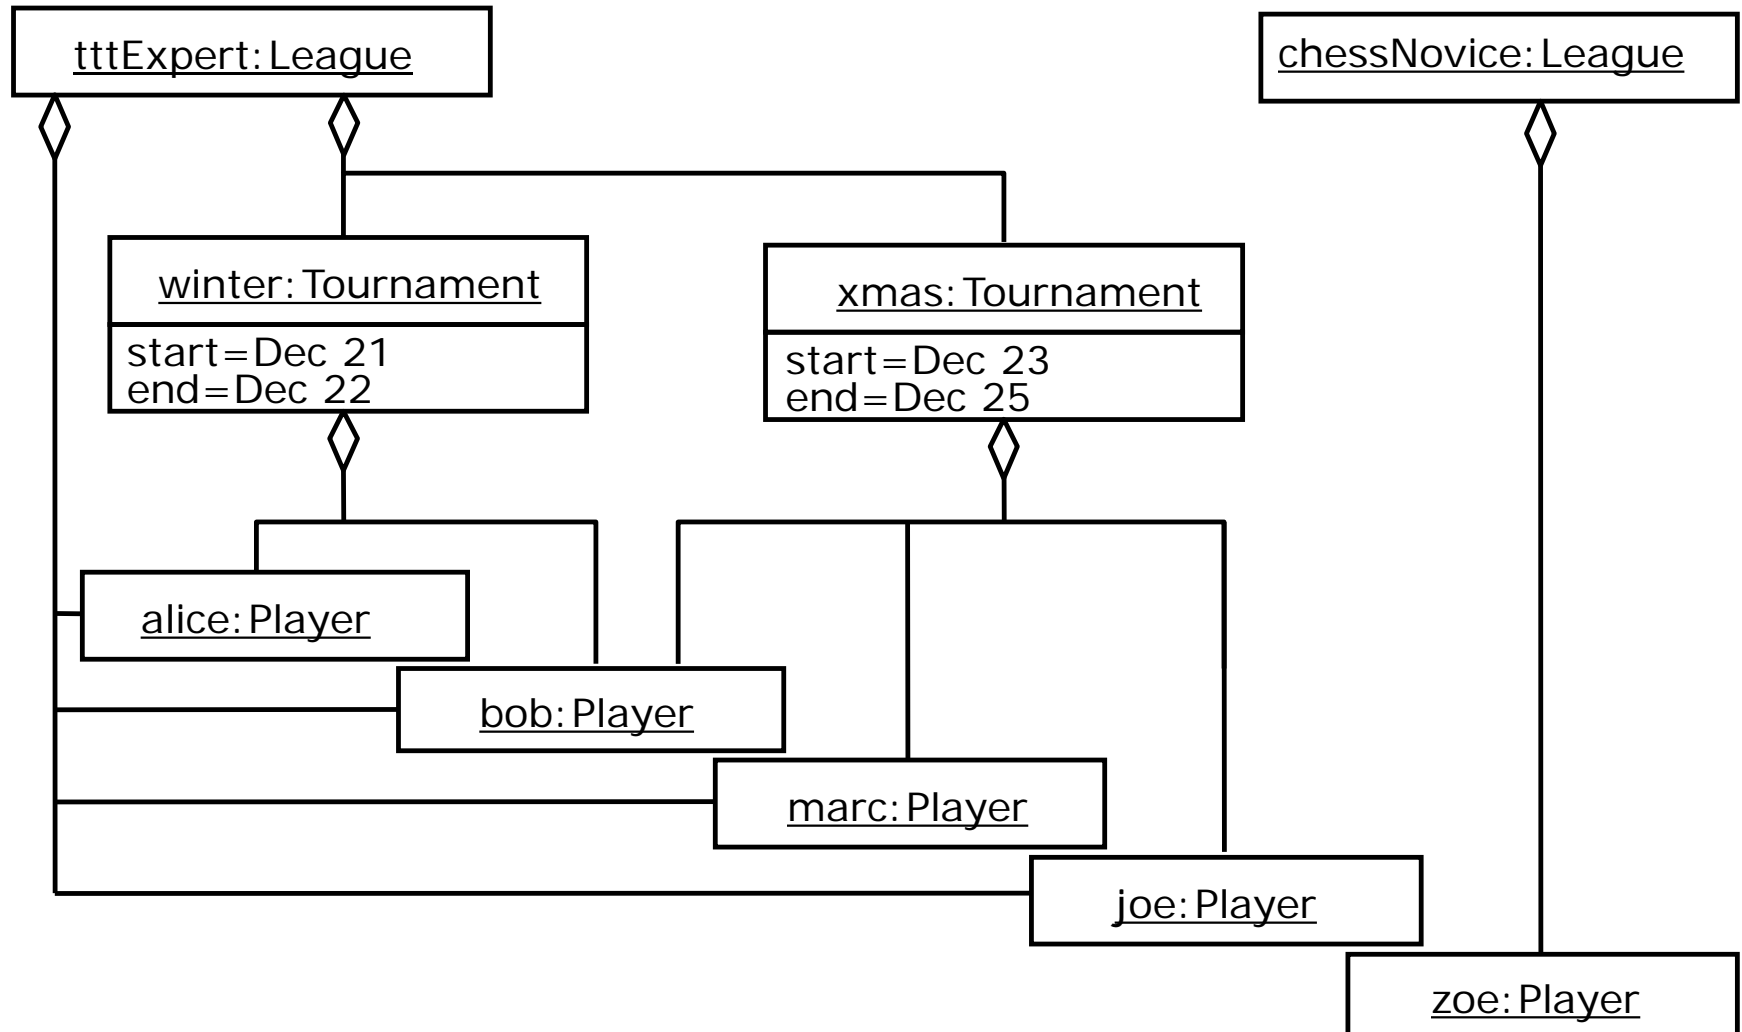 tttExpert:League
chessNovice:League
winter:Tournament
start=Dec 21
end=Dec 22
xmas:Tournament
start=Dec 23
end=Dec 25
alice:Player
bob:Player
marc:Player
joe:Player
zoe:Player